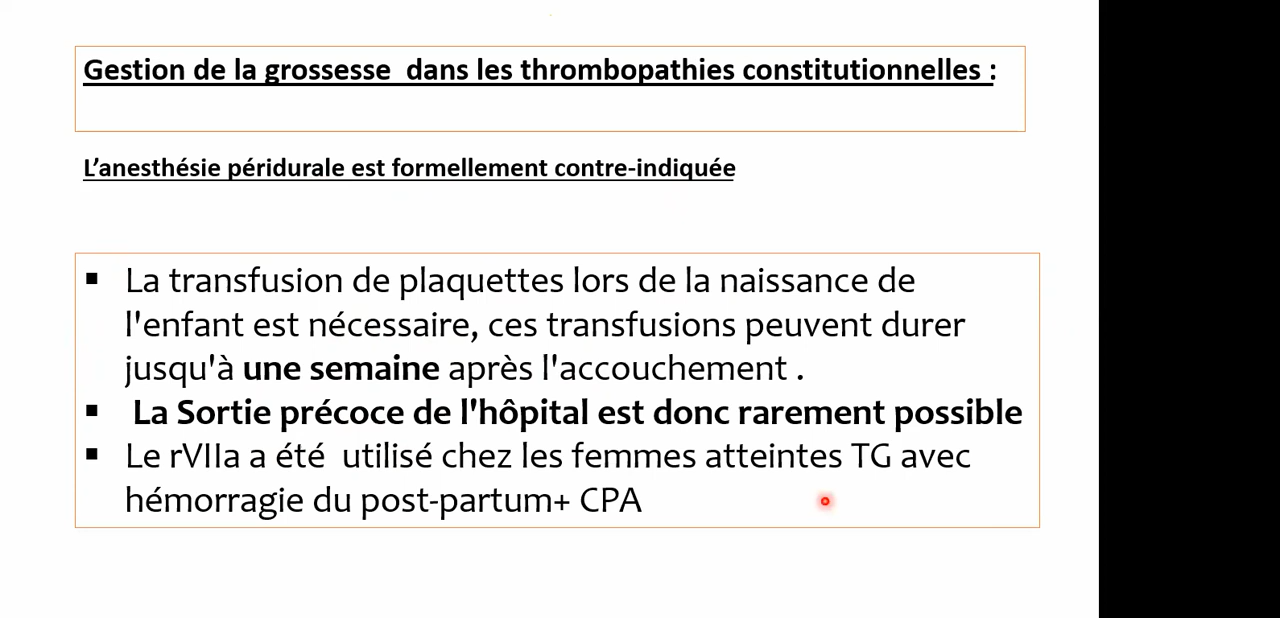 Gestion de la grossesse  dans les thrombopathies constitutionnelles :
L’anesthésie péridurale est formellement contre-indiquée
▪ La transfusion de plaquettes lors de la naissance de
l'enfant est nécessaire, ces transfusions peuvent durer
jusqu'à une semaine après l'accouchement .
▪ La Sortie précoce de l'hôpital est donc rarement possible
▪ Le rVIIa a été  utilisé chez les femmes atteintes TG avec
hémorragie du post-partum+ CPA